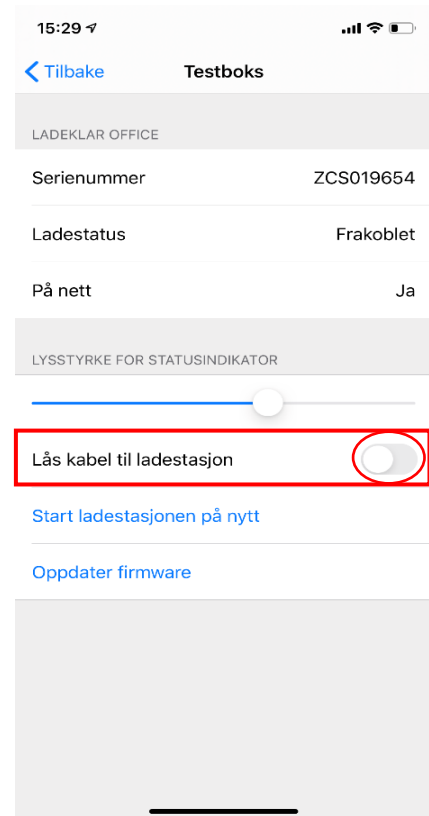 15:29
Tilbake
Testboks
LADEKLAR OFFICE
Serienummer ZCS019654
Ladestatus Frakoblet
På nett Ja
LYSSTYRKE FOR STATUSINDIKATOR
Lås kabel til ladestasjon
Start ladestasjonen på nytt
Oppdater firmware